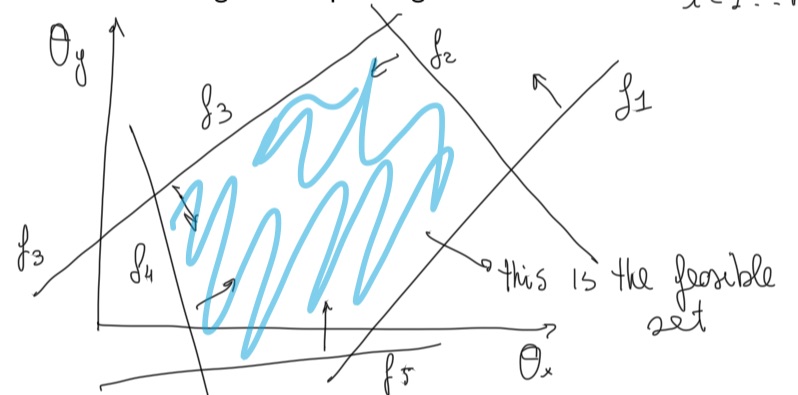 θy
f2
f1
f3
f3
f4
this is the feasible
set
θx
f5